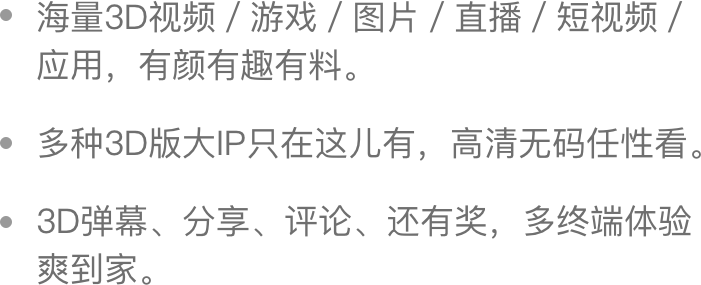 • 海量3D视频 / 游戏 / 图片 / 直播 / 短视频 /
应用，有颜有趣有料。
• 多种3D版大IP只在这儿有，高清无码任性看。
• 3D弹幕、分享、评论、还有奖，多终端体验
爽到家。